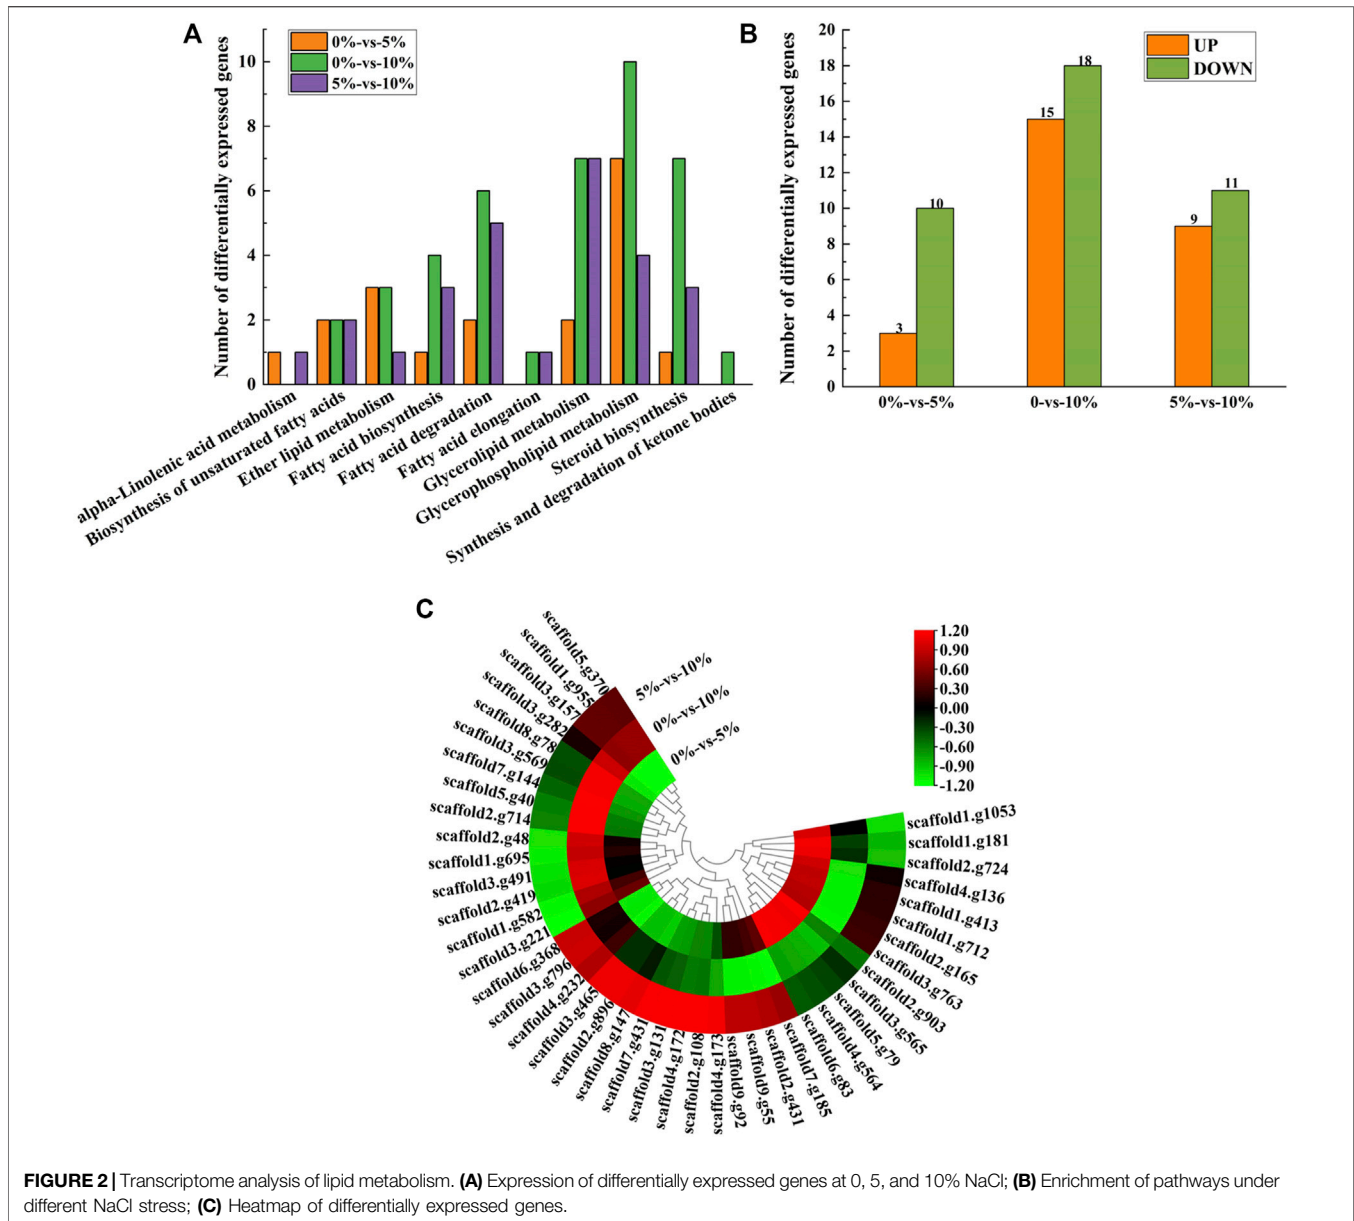 A
Number of differentially expressed genes
0%-vs-5%
0%-vs-10%
5%-vs-10%
10
8
6
4
2
0
alpha-Linolenic acid metabolism
Biosynthesis of unsaturated fatty acids
Ether lipid metabolism
Fatty acid biosynthesis
Fatty acid degradation
Fatty acid elongation
Glycerolipid metabolism
Glycerophospholipid metabolism
Steroid biosynthesis
Synthesis and degradation of ketone bodies
B
Number of differentially expressed genes
UP
DOWN
20
18
16
14
12
10
8
6
4
2
0
3
10
15
18
9
11
0%-vs-5%
0-vs-10%
5%-vs-10%
C
5%-vs-10%
0%-vs-10%
0%-vs-5%
1.20
0.90
0.60
0.30
0.00
-0.30
-0.60
-0.90
-1.20
scaffold5.g370
scaffold1.g955
scaffold3.g157
scaffold3.g282
scaffold8.g78
scaffold3.g569
scaffold7.g144
scaffold5.g40
scaffold2.g714
scaffold2.g48
scaffold1.g695
scaffold3.g491
scaffold2.g419
scaffold1.g582
scaffold3.g221
scaffold6.g368
scaffold3.g796
scaffold4.g232
scaffold3.g465
scaffold2.g896
scaffold8.g147
scaffold7.g431
scaffold3.g131
scaffold4.g172
scaffold2.g108
scaffold4.g173
scaffold9.g92
scaffold9.g55
scaffold2.g431
scaffold7.g185
scaffold6.g83
scaffold4.g564
scaffold5.g79
scaffold3.g565
scaffold2.g903
scaffold3.g763
scaffold2.g165
scaffold1.g712
scaffold1.g413
scaffold4.g136
scaffold2.g724
scaffold1.g181
scaffold1.g1053
FIGURE 2 | Transcriptome analysis of lipid metabolism. (A) Expression of differentially expressed genes at 0, 5, and 10% NaCl; (B) Enrichment of pathways under
different NaCl stress; (C) Heatmap of differentially expressed genes.